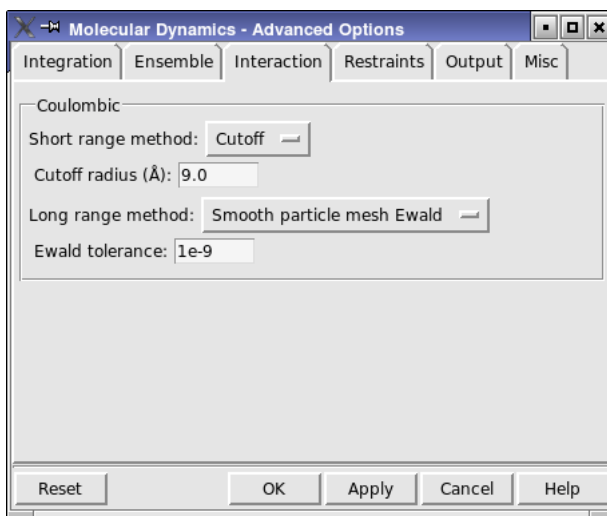 Molecular Dynamics - Advanced Options
Integration Ensemble Interaction Restraints Output Misc
Coulombic
Short range method: Cutoff
Cutoff radius (Å): 9.0
Long range method: Smooth particle mesh Ewald
Ewald tolerance: 1e-9
Reset OK Apply Cancel Help